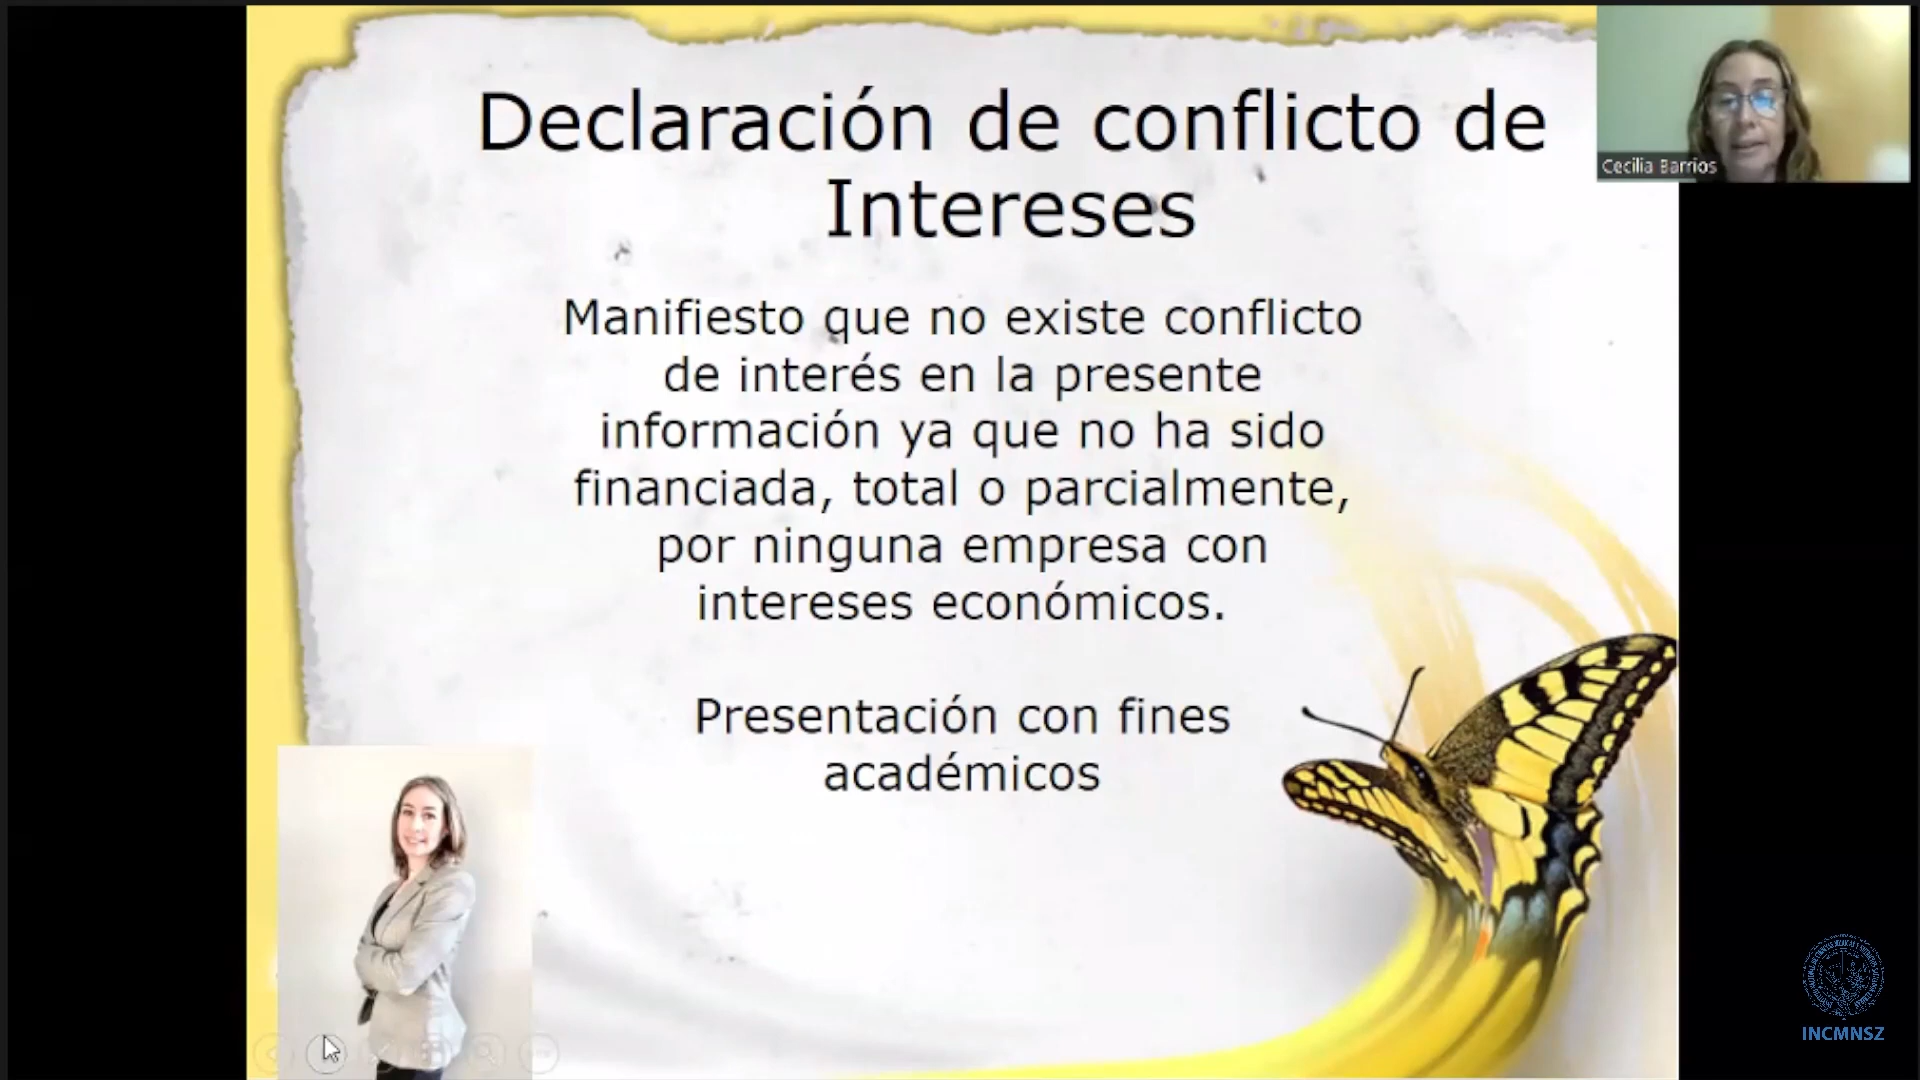 Declaración de conflicto de
Intereses
Cecilia Barrios
Manifiesto que no existe conflicto
de interés en la presente
información ya que no ha sido
financiada, total o parcialmente,
por ninguna empresa con
intereses económicos.
Presentación con fines
académicos
INCMNSZ